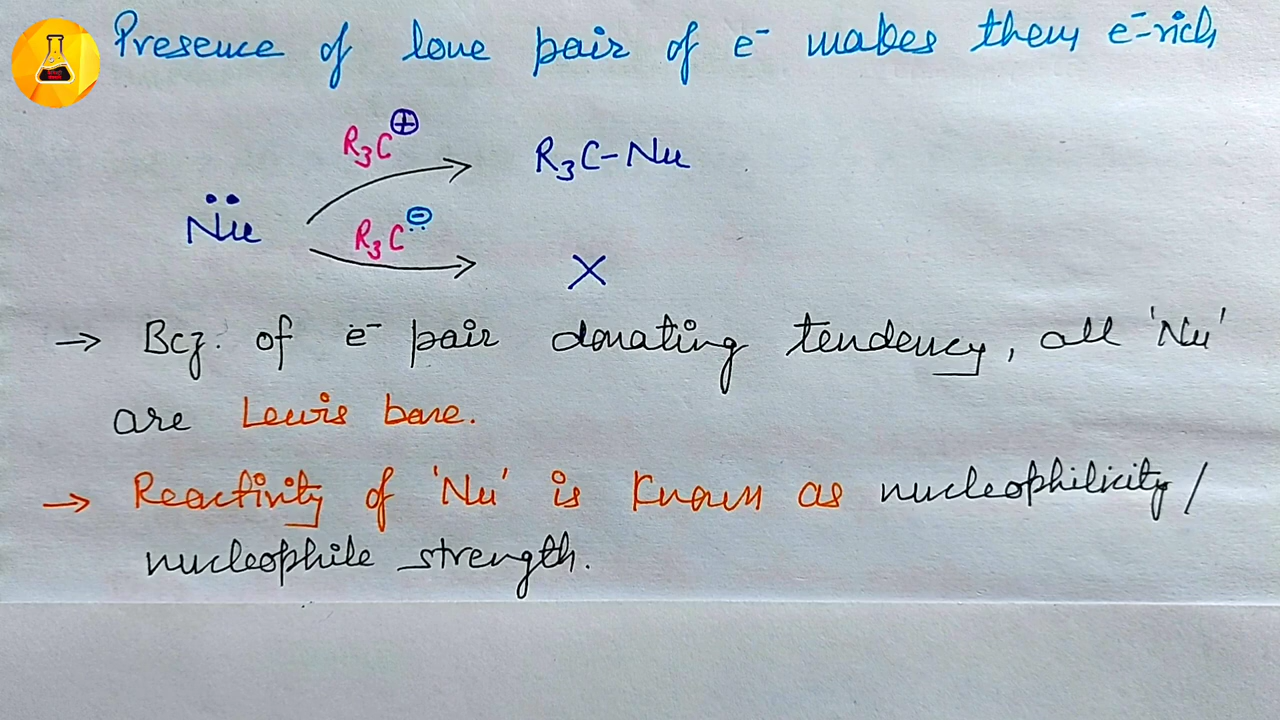 Presence of lone pair of e⁻ makes them e⁻rich
R₃C⊕
R₃C-Nu
N̈u
R₃C⊖
X
→ Bcz. of e⁻ pair donating tendency, all 'Nu'
are Lewis base.
→ Reactivity of 'Nu' is known as nucleophilicity/
nucleophile strength.